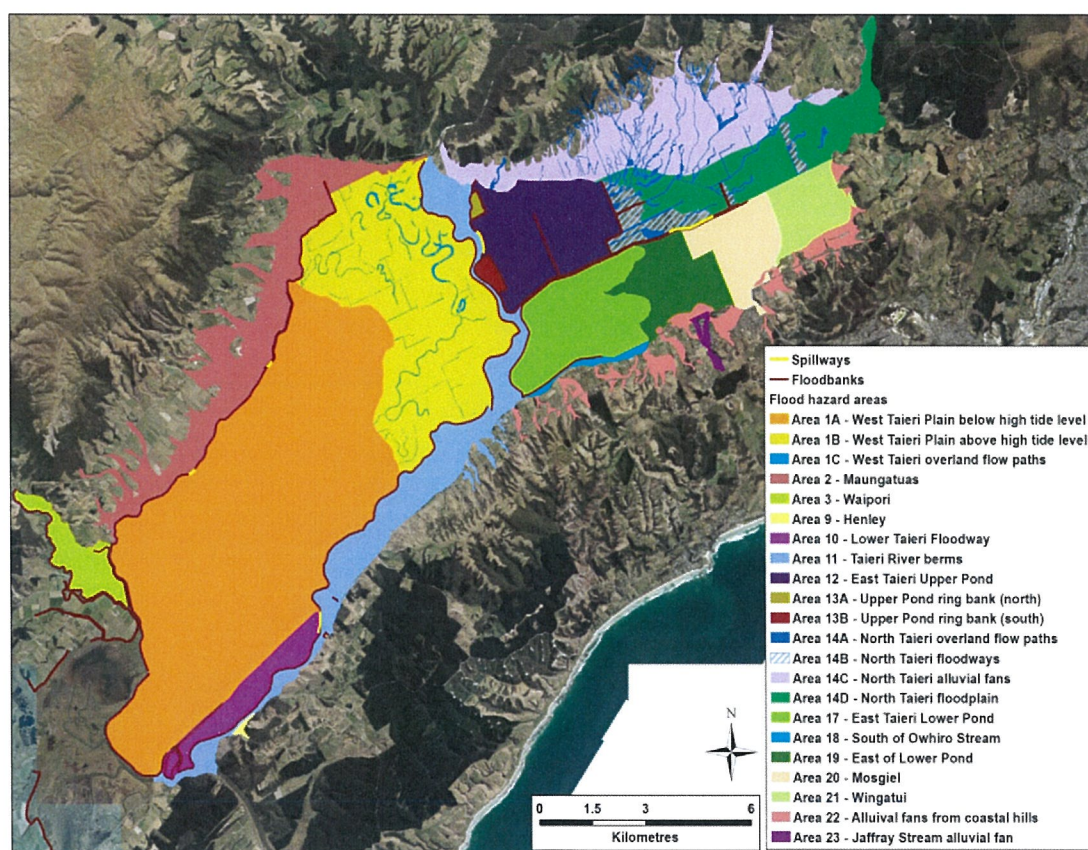 Spillways
Floodbanks
Flood hazard areas
Area 1A - West Taieri Plain below high tide level
Area 1B - West Taieri Plain above high tide level
Area 1C - West Taieri overland flow paths
Area 2 - Maungatuas
Area 3 - Waipori
Area 9 - Henley
Area 10 - Lower Taieri Floodway
Area 11 - Taieri River berms
Area 12 - East Taieri Upper Pond
Area 13A - Upper Pond ring bank (north)
Area 13B - Upper Pond ring bank (south)
Area 14A - North Taieri overland flow paths
Area 14B - North Taieri floodways
Area 14C - North Taieri alluvial fans
Area 14D - North Taieri floodplain
Area 17 - East Taieri Lower Pond
Area 18 - South of Owhiro Stream
Area 19 - East of Lower Pond
Area 20 - Mosgiel
Area 21 - Wingatui
Area 22 - Alluival fans from coastal hills
Area 23 - Jaffray Stream alluvial fan
N
0 1.5 3 6
Kilometres